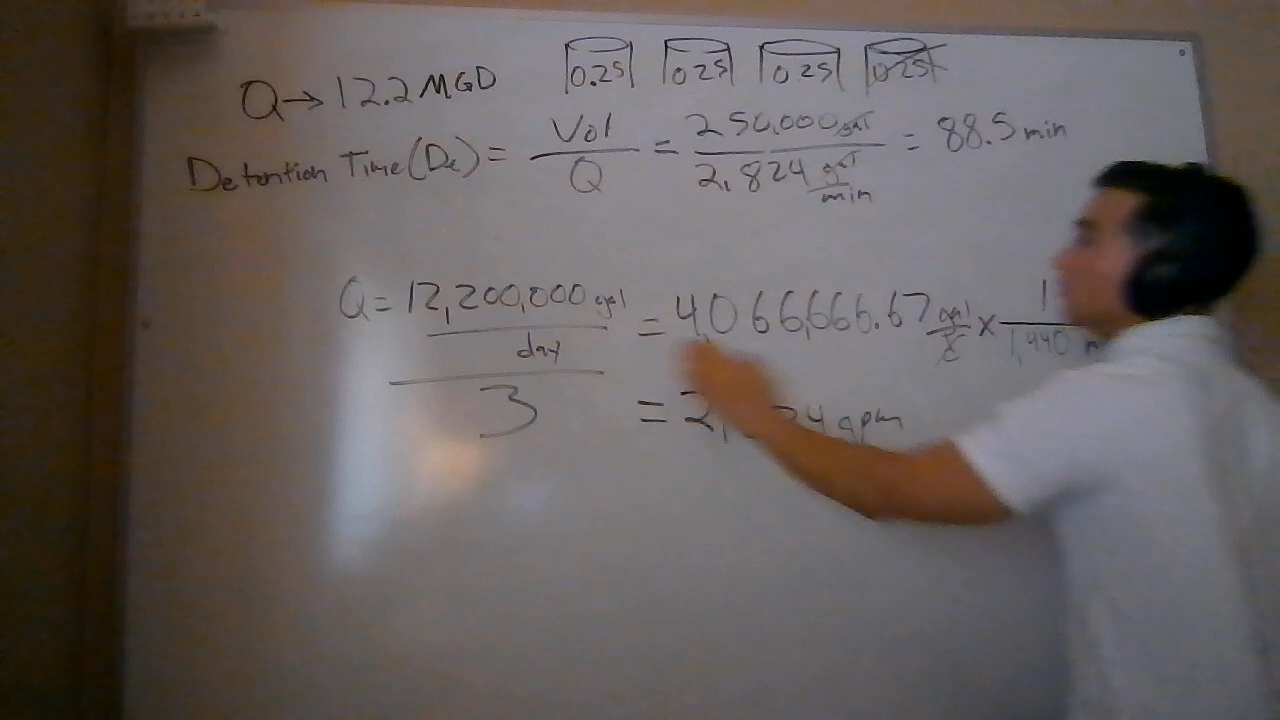 Q→12.2 MGD 0.25 0.25 0.25 0.25
Detention Time (Dt) = Vol / Q = 250,000 gal / 2,824 gal/min = 88.5 min
Q = 12,200,000 gal / day / 3 = 4,066,666.67 gal/d × 1 / 1,440
= 2, 24 gpm